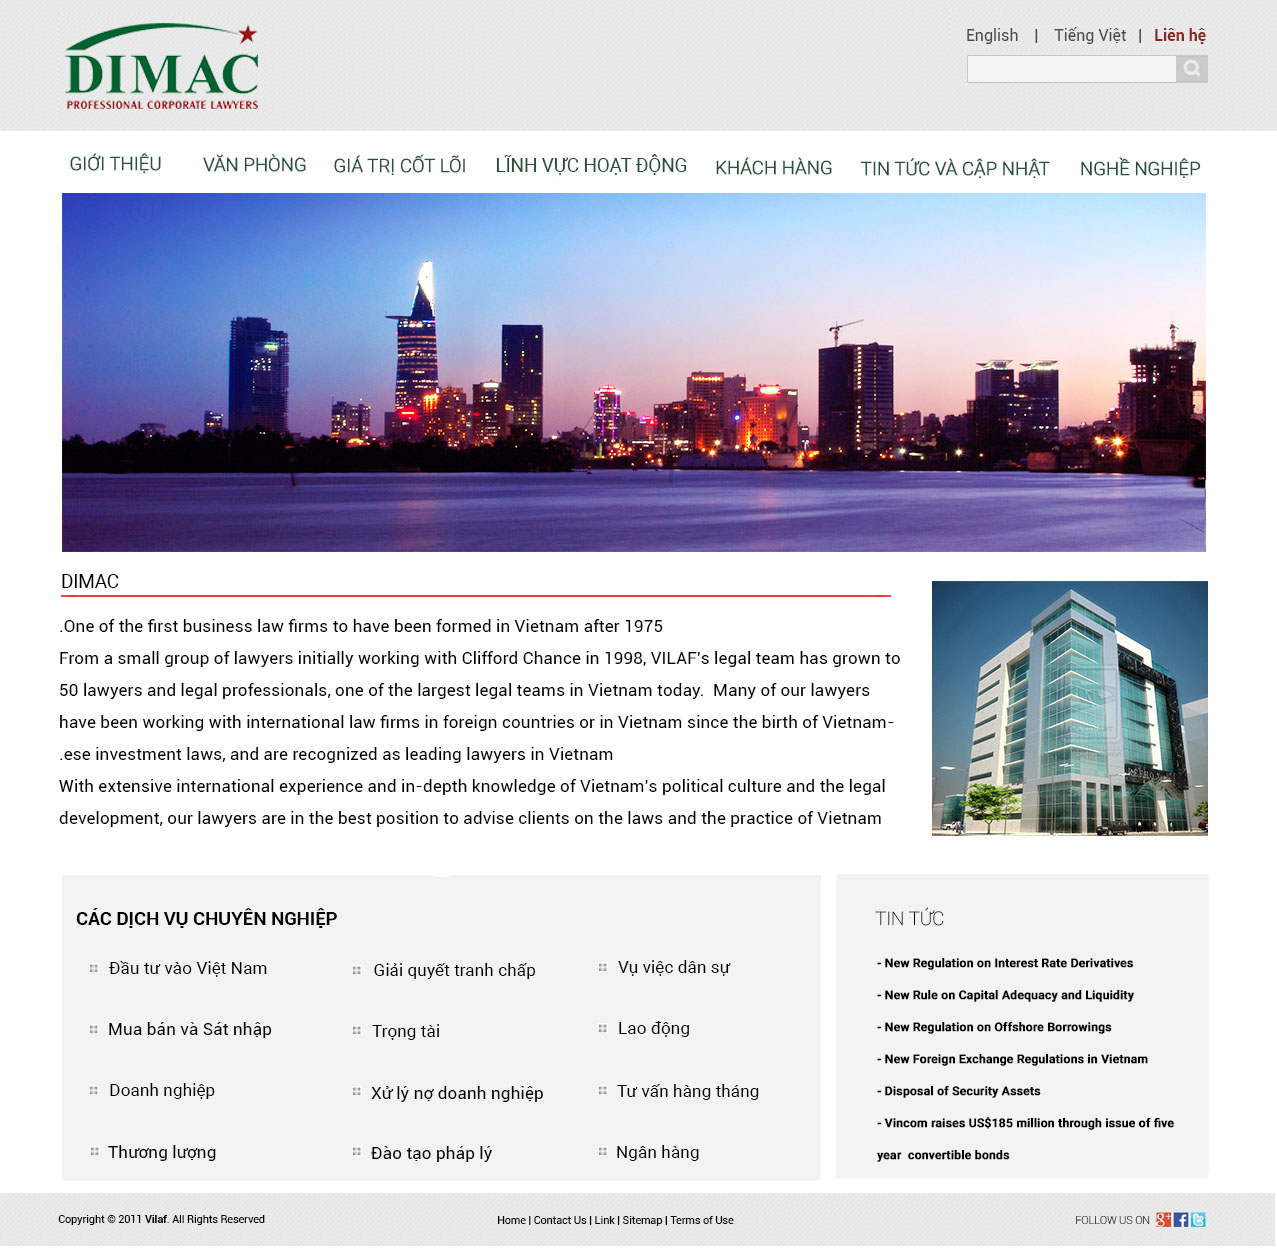 DIMAC
PROFESSIONAL CORPORATE LAWYERS
English | Tiếng Việt | Liên hệ
GIỚI THIỆU VĂN PHÒNG GIÁ TRỊ CỐT LÕI LĨNH VỰC HOẠT ĐỘNG KHÁCH HÀNG TIN TỨC VÀ CẬP NHẬT NGHỀ NGHIỆP
DIMAC
.One of the first business law firms to have been formed in Vietnam after 1975
From a small group of lawyers initially working with Clifford Chance in 1998, VILAF's legal team has grown to
50 lawyers and legal professionals, one of the largest legal teams in Vietnam today.  Many of our lawyers
have been working with international law firms in foreign countries or in Vietnam since the birth of Vietnam-
.ese investment laws, and are recognized as leading lawyers in Vietnam
With extensive international experience and in-depth knowledge of Vietnam's political culture and the legal
development, our lawyers are in the best position to advise clients on the laws and the practice of Vietnam
CÁC DỊCH VỤ CHUYÊN NGHIỆP
Đầu tư vào Việt Nam Giải quyết tranh chấp Vụ việc dân sự
Mua bán và Sát nhập Trọng tài Lao động
Doanh nghiệp Xử lý nợ doanh nghiệp Tư vấn hàng tháng
Thương lượng Đào tạo pháp lý Ngân hàng
TIN TỨC
- New Regulation on Interest Rate Derivatives
- New Rule on Capital Adequacy and Liquidity
- New Regulation on Offshore Borrowings
- New Foreign Exchange Regulations in Vietnam
- Disposal of Security Assets
- Vincom raises US$185 million through issue of five
year  convertible bonds
Copyright © 2011 Vilaf. All Rights Reserved
Home | Contact Us | Link | Sitemap | Terms of Use
FOLLOW US ON